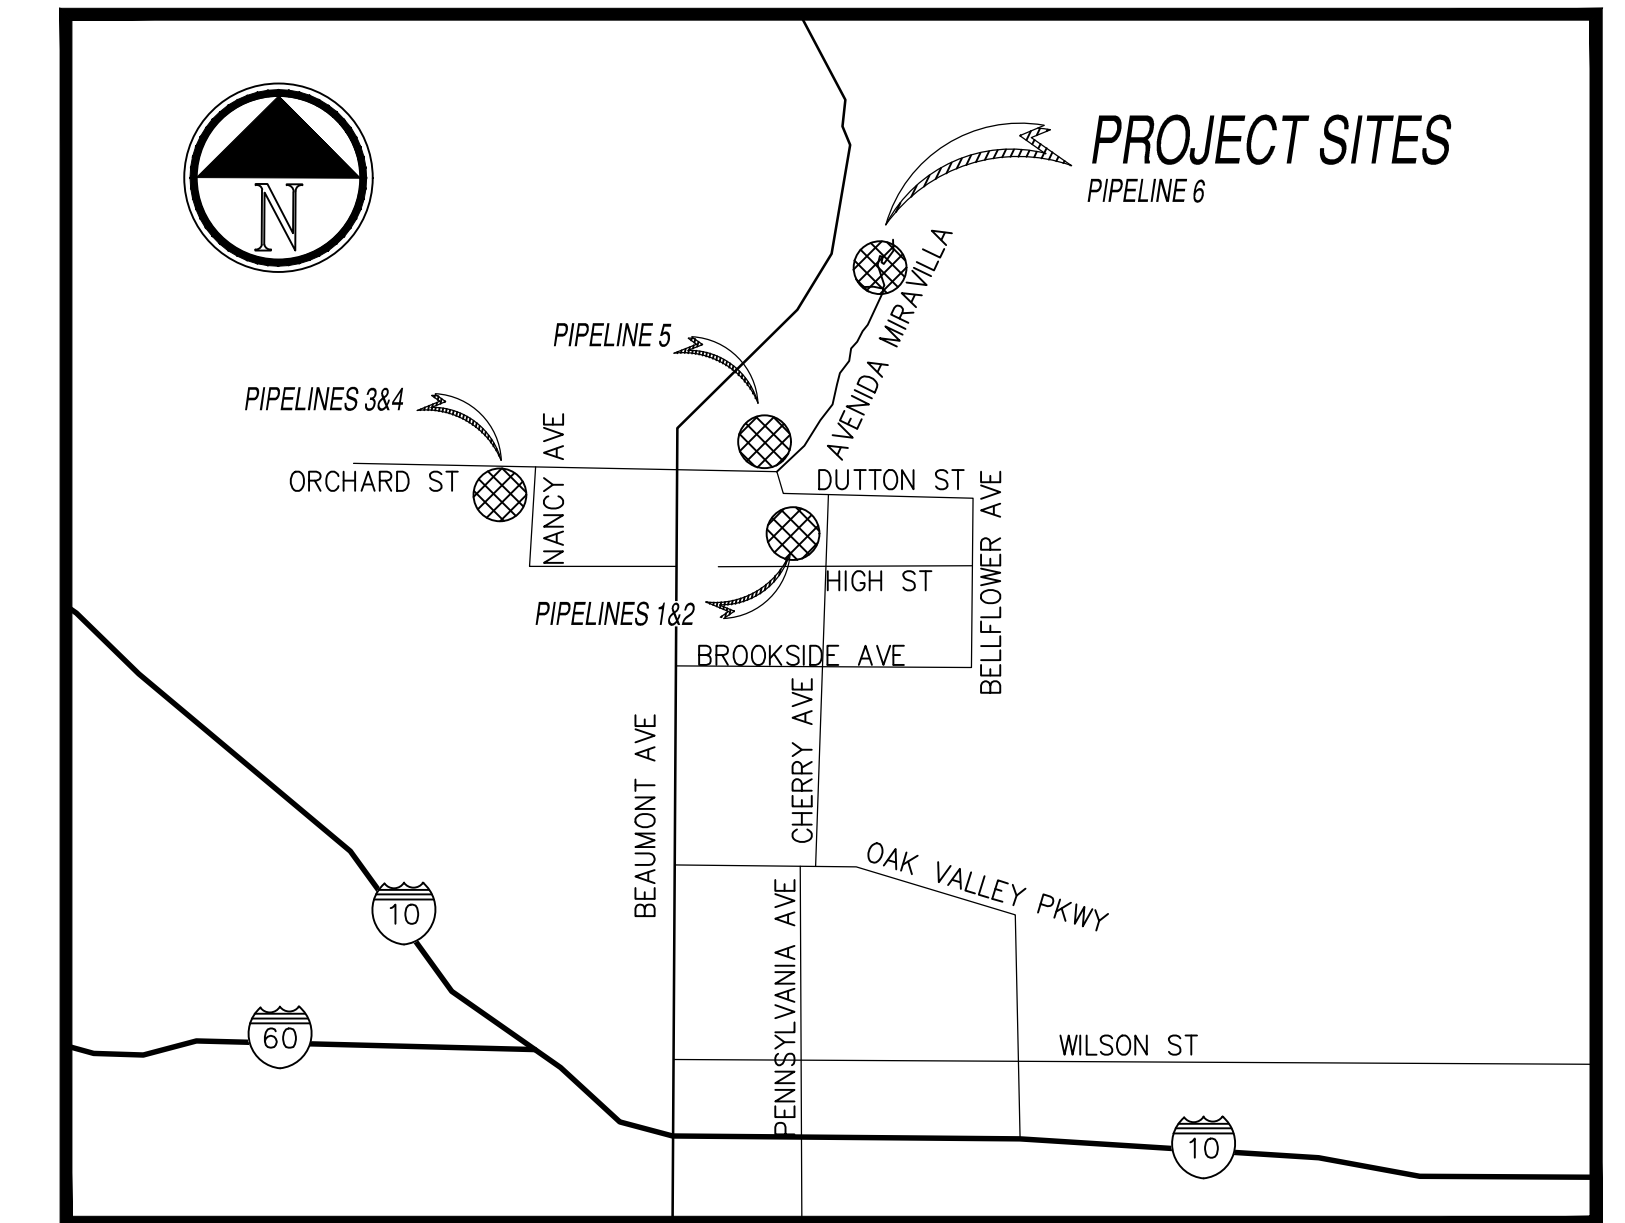 N
PROJECT SITES
PIPELINE 6
AVENIDA MIRAVILLA
PIPELINE 5
PIPELINES 3&4
NANCY AVE
ORCHARD ST
DUTTON ST
BELLFLOWER AVE
HIGH ST
PIPELINES 1&2
BROOKSIDE AVE
CHERRY AVE
BEAUMONT AVE
OAK VALLEY PKWY
PENNSYLVANIA AVE
10
60
WILSON ST
10